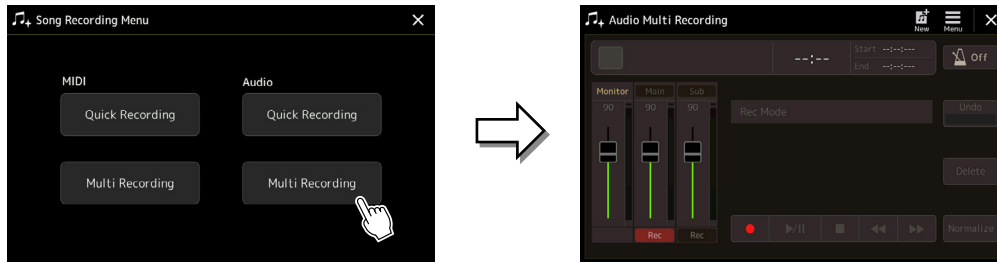 Song Recording Menu
MIDI
Audio
Quick Recording
Quick Recording
Multi Recording
Multi Recording
Audio Multi Recording
New
Menu
--:--
Start --:--:---
End --:--:---
Off
Monitor Main Sub
90 90 90
Rec Mode
Undo
Delete
Rec Rec
Normalize